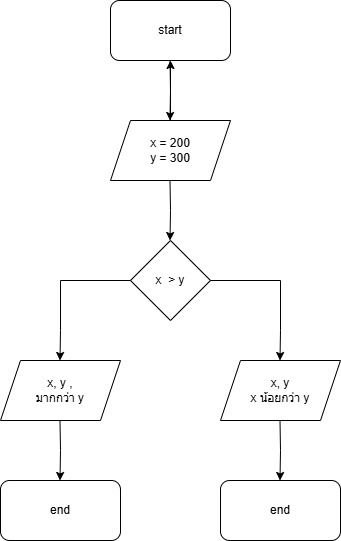 start
x = 200
y = 300
x > y
x, y ,
มากกว่า y
x, y
x น้อยกว่า y
end
end